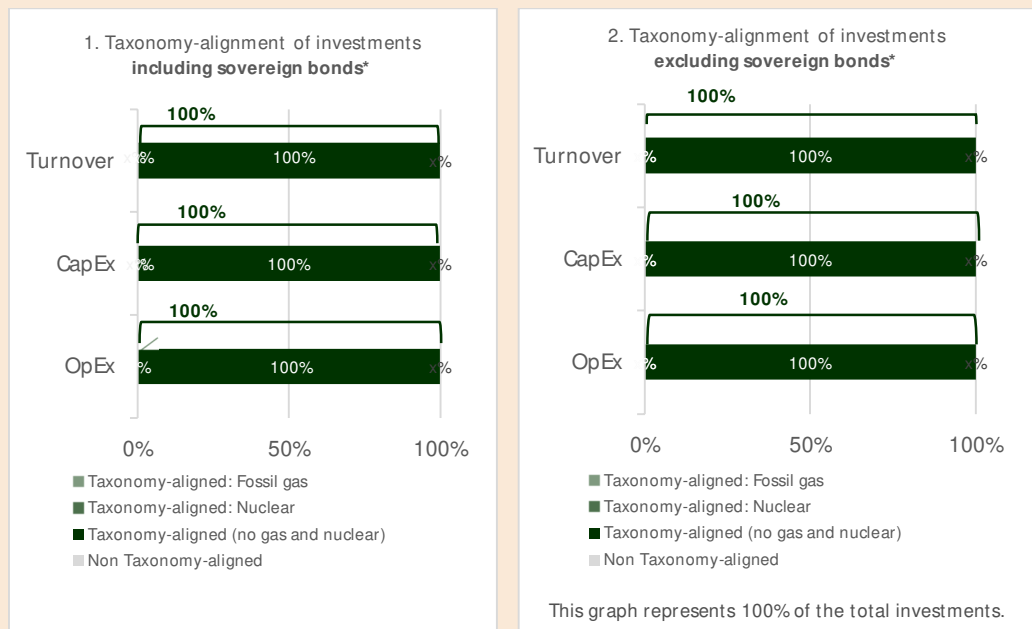 1. Taxonomy-alignment of investments
including sovereign bonds*
100%
Turnover
%
100%
x%
100%
CapEx
%
100%
x%
100%
OpEx
%
100%
x%
0%
50%
100%
Taxonomy-aligned: Fossil gas
Taxonomy-aligned: Nuclear
Taxonomy-aligned (no gas and nuclear)
Non Taxonomy-aligned
2. Taxonomy-alignment of investments
excluding sovereign bonds*
100%
Turnover
%
100%
x%
100%
CapEx
%
100%
x%
100%
OpEx
%
100%
x%
0%
50%
100%
Taxonomy-aligned: Fossil gas
Taxonomy-aligned: Nuclear
Taxonomy-aligned (no gas and nuclear)
Non Taxonomy-aligned
This graph represents 100% of the total investments.